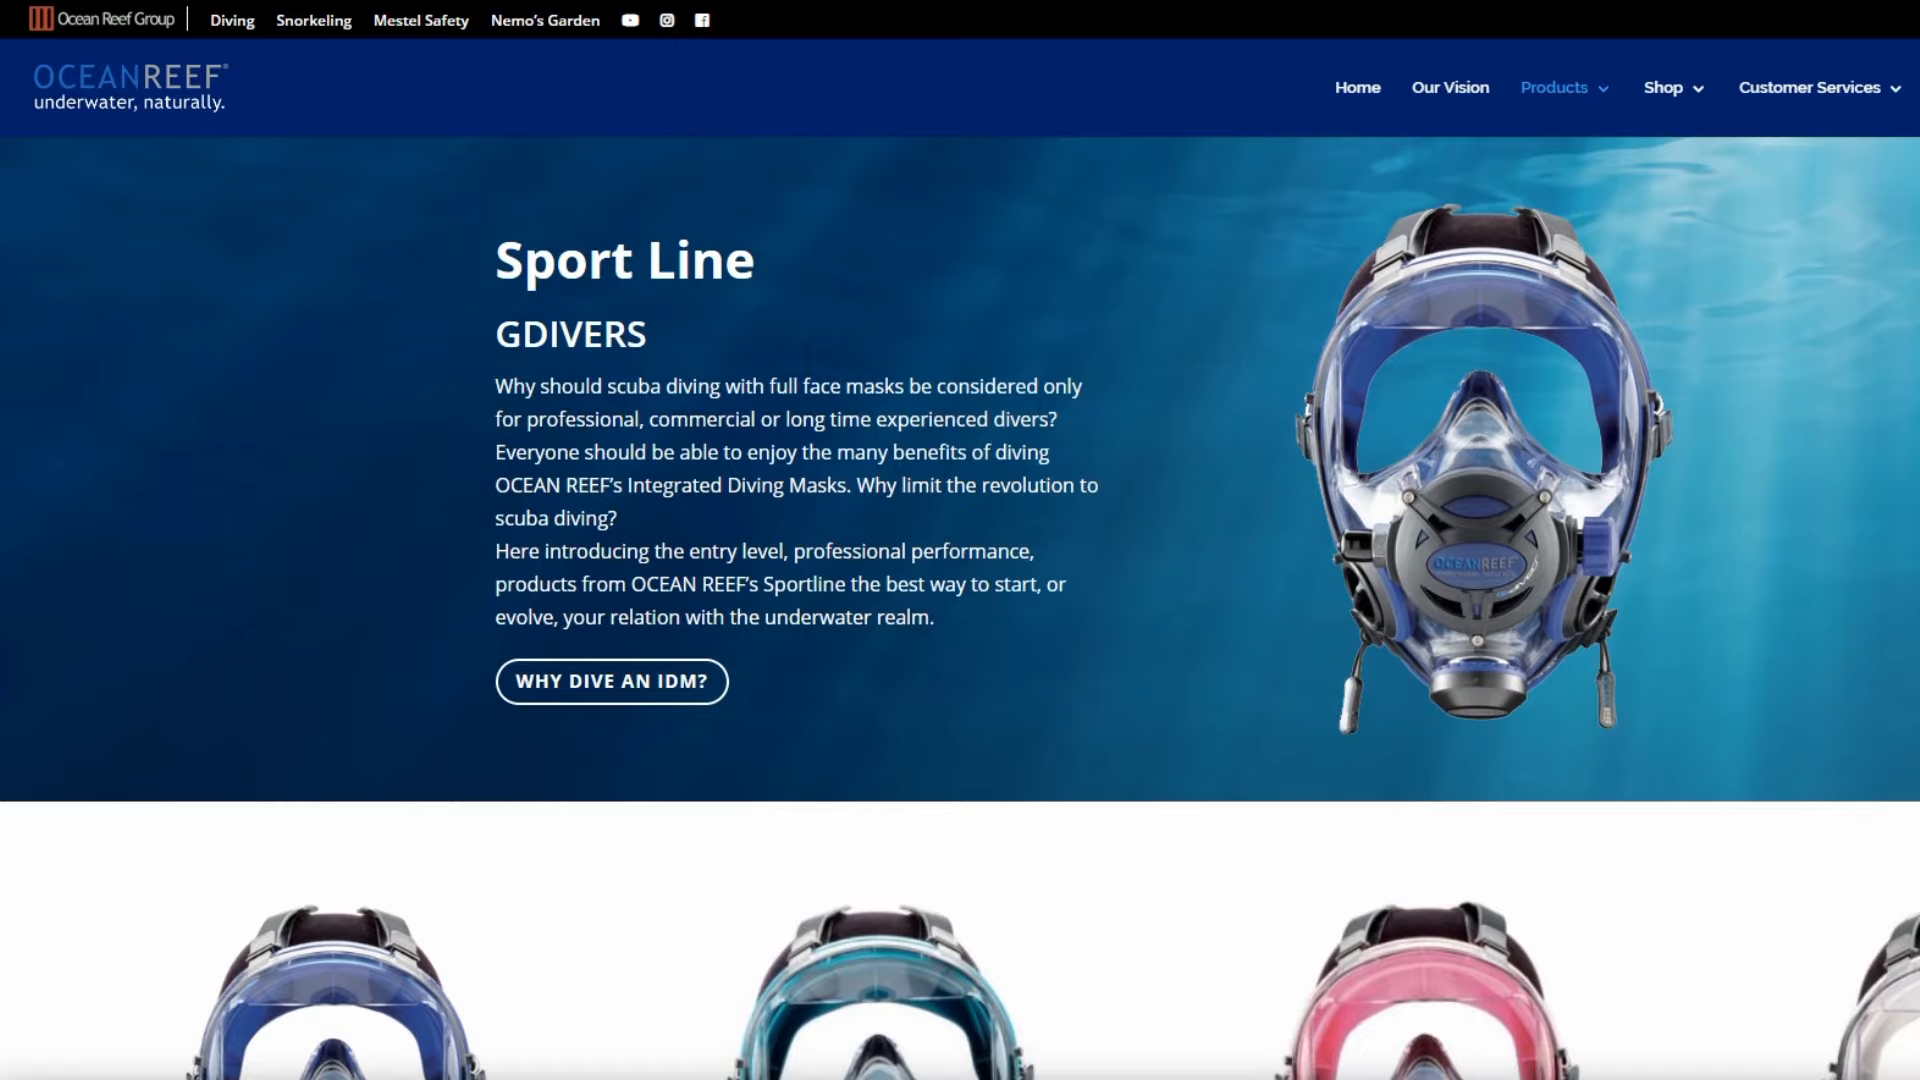 Ocean Reef Group
Diving
Snorkeling
Mestel Safety
Nemo's Garden
OCEANREEF®
underwater, naturally.
Home
Our Vision
Products
Shop
Customer Services
Sport Line
GDIVERS
Why should scuba diving with full face masks be considered only
for professional, commercial or long time experienced divers?
Everyone should be able to enjoy the many benefits of diving
OCEAN REEF's Integrated Diving Masks. Why limit the revolution to
scuba diving?
Here introducing the entry level, professional performance,
products from OCEAN REEF's Sportline the best way to start, or
evolve, your relation with the underwater realm.
WHY DIVE AN IDM?
OCEANREEF